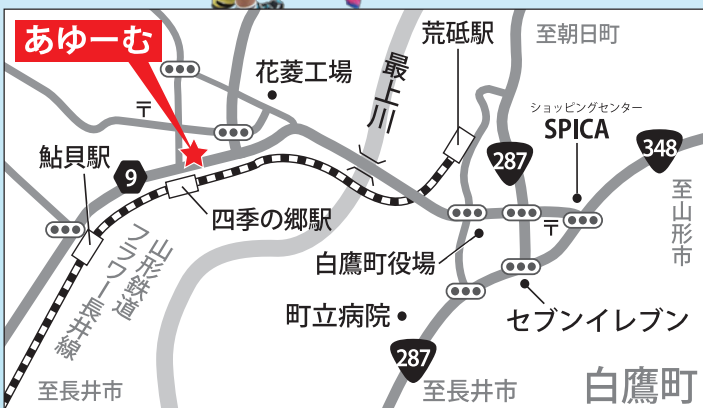 あゆーむ
荒砥駅
至朝日町
花菱工場
最上川
ショッピングセンター
SPICA
〒
鮎貝駅
9
287
348
四季の郷駅
至山形市
〒
白鷹町役場
山形鉄道
フラワー長井線
町立病院
セブンイレブン
287
至長井市
至長井市
白鷹町